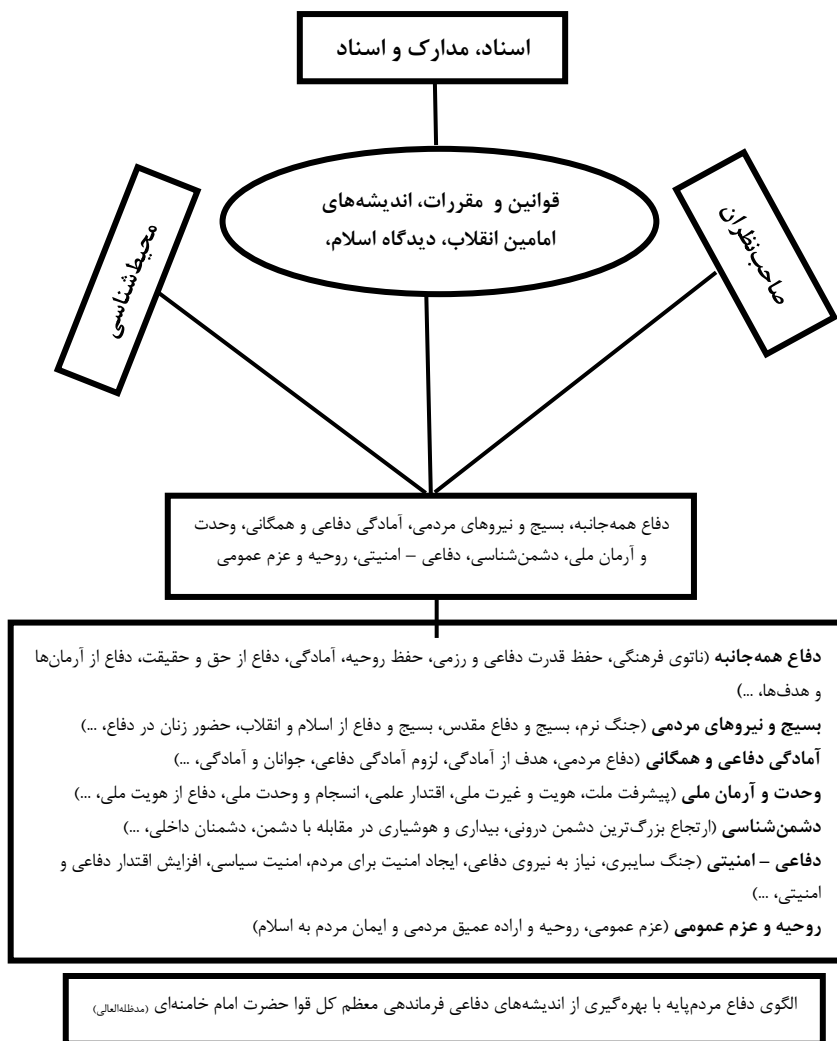 اسناد، مدارک و اسناد
قوانین و مقررات، اندیشه‌های
امامین انقلاب، دیدگاه اسلام،
صاحب‌نظران
محیط‌شناسی
دفاع همه‌جانبه، بسیج و نیروهای مردمی، آمادگی دفاعی و همگانی، وحدت
و آرمان ملی، دشمن‌شناسی، دفاعی – امنیتی، روحیه و عزم عمومی
دفاع همه‌جانبه (ناتوی فرهنگی، حفظ قدرت دفاعی و رزمی، حفظ روحیه، آمادگی، دفاع از حق و حقیقت، دفاع از آرمان‌ها
و هدف‌ها، ...)
بسیج و نیروهای مردمی (جنگ نرم، بسیج و دفاع مقدس، بسیج و دفاع از اسلام و انقلاب، حضور زنان در دفاع، ...)
آمادگی دفاعی و همگانی (دفاع مردمی، هدف از آمادگی، لزوم آمادگی دفاعی، جوانان و آمادگی، ...)
وحدت و آرمان ملی (پیشرفت ملت، هویت و غیرت ملی، اقتدار علمی، انسجام و وحدت ملی، دفاع از هویت ملی، ...)
دشمن‌شناسی (ارتجاع بزرگ‌ترین دشمن درونی، بیداری و هوشیاری در مقابله با دشمن، دشمنان داخلی، ...)
دفاعی – امنیتی (جنگ سایبری، نیاز به نیروی دفاعی، ایجاد امنیت برای مردم، امنیت سیاسی، افزایش اقتدار دفاعی و
امنیتی، ...)
روحیه و عزم عمومی (عزم عمومی، روحیه و اراده عمیق مردمی و ایمان مردم به اسلام)
الگوی دفاع مردم‌پایه با بهره‌گیری از اندیشه‌های دفاعی فرماندهی معظم کل قوا حضرت امام خامنه‌ای (مدظله‌العالی)